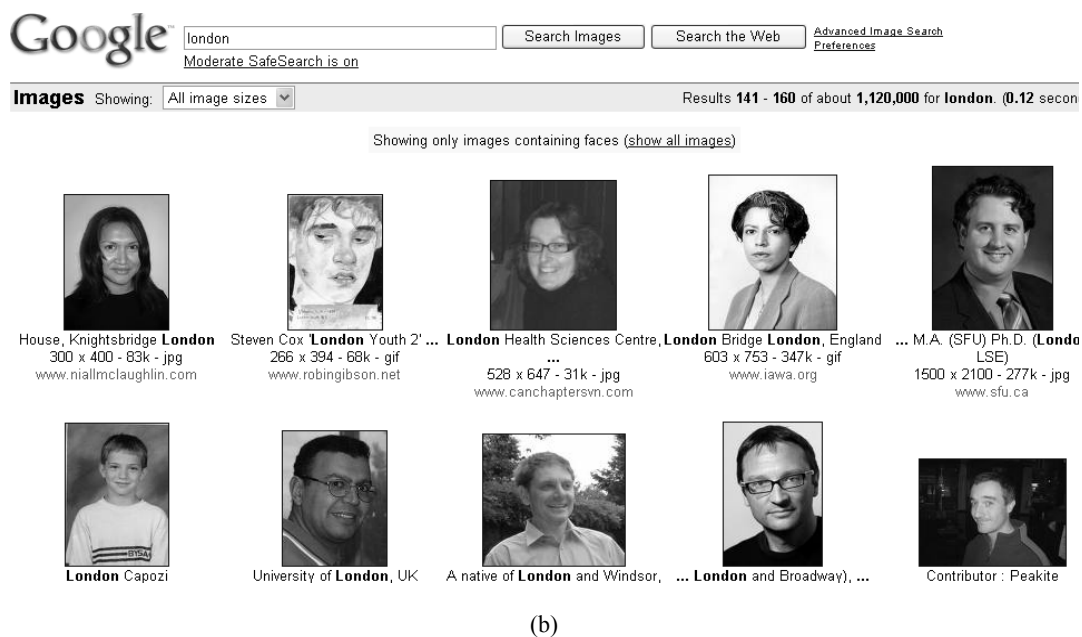 Google™ london Search Images Search the Web Advanced Image Search
Preferences
Moderate SafeSearch is on
Images Showing: All image sizes Results 141 - 160 of about 1,120,000 for london. (0.12 secon
Showing only images containing faces (show all images)
House, Knightsbridge London Steven Cox 'London Youth 2' ... London Health Sciences Centre, London Bridge London, England ... M.A. (SFU) Ph.D. (Londo
300 x 400 - 83k - jpg 266 x 394 - 68k - gif ... 603 x 753 - 347k - gif LSE)
www.niallmclaughlin.com www.robingibson.net 528 x 647 - 31k - jpg www.iawa.org 1500 x 2100 - 277k - jpg
www.canchaptersvn.com www.sfu.ca
BYSA
London Capozi University of London, UK A native of London and Windsor, ... London and Broadway), ... Contributor : Peakite
(b)